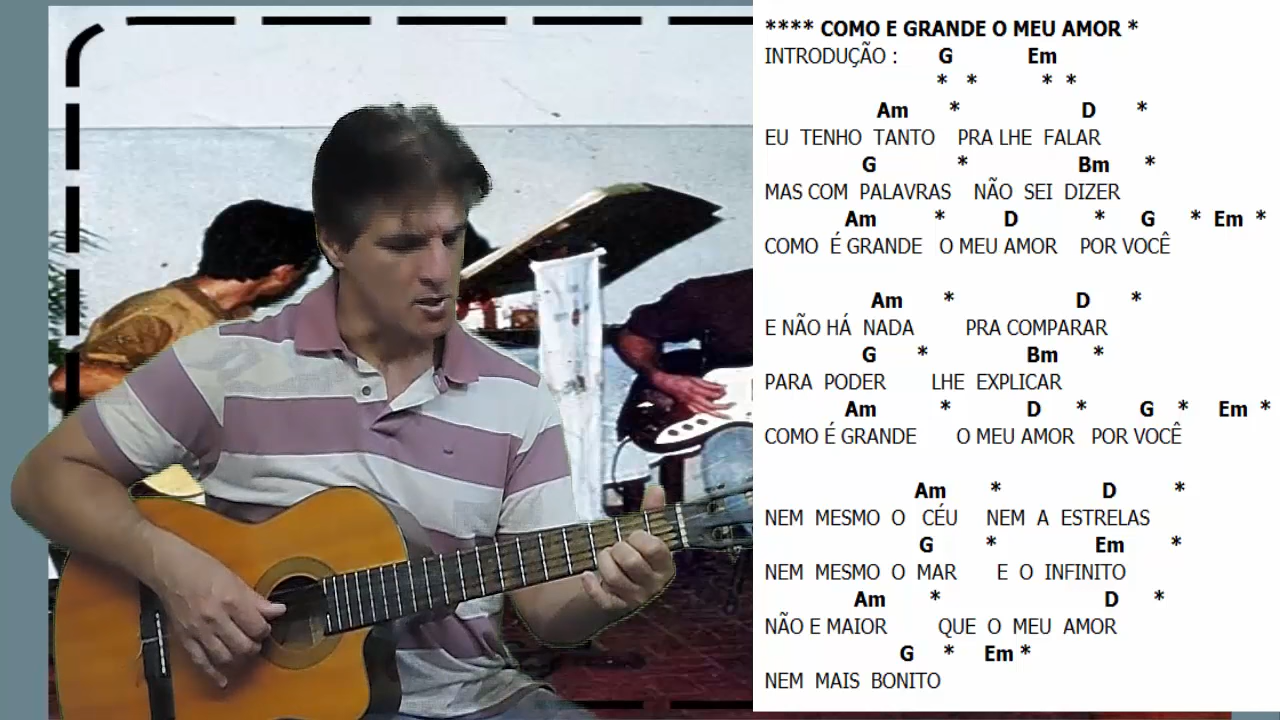 **** COMO E GRANDE O MEU AMOR *
INTRODUÇÃO : G Em
* * * *
Am * D *
EU TENHO TANTO PRA LHE FALAR
G * Bm *
MAS COM PALAVRAS NÃO SEI DIZER
Am * D * G * Em *
COMO É GRANDE O MEU AMOR POR VOCÊ
Am * D *
E NÃO HÁ NADA PRA COMPARAR
G * Bm *
PARA PODER LHE EXPLICAR
Am * D * G * Em *
COMO É GRANDE O MEU AMOR POR VOCÊ
Am * D *
NEM MESMO O CÉU NEM A ESTRELAS
G * Em *
NEM MESMO O MAR E O INFINITO
Am * D *
NÃO E MAIOR QUE O MEU AMOR
G * Em *
NEM MAIS BONITO